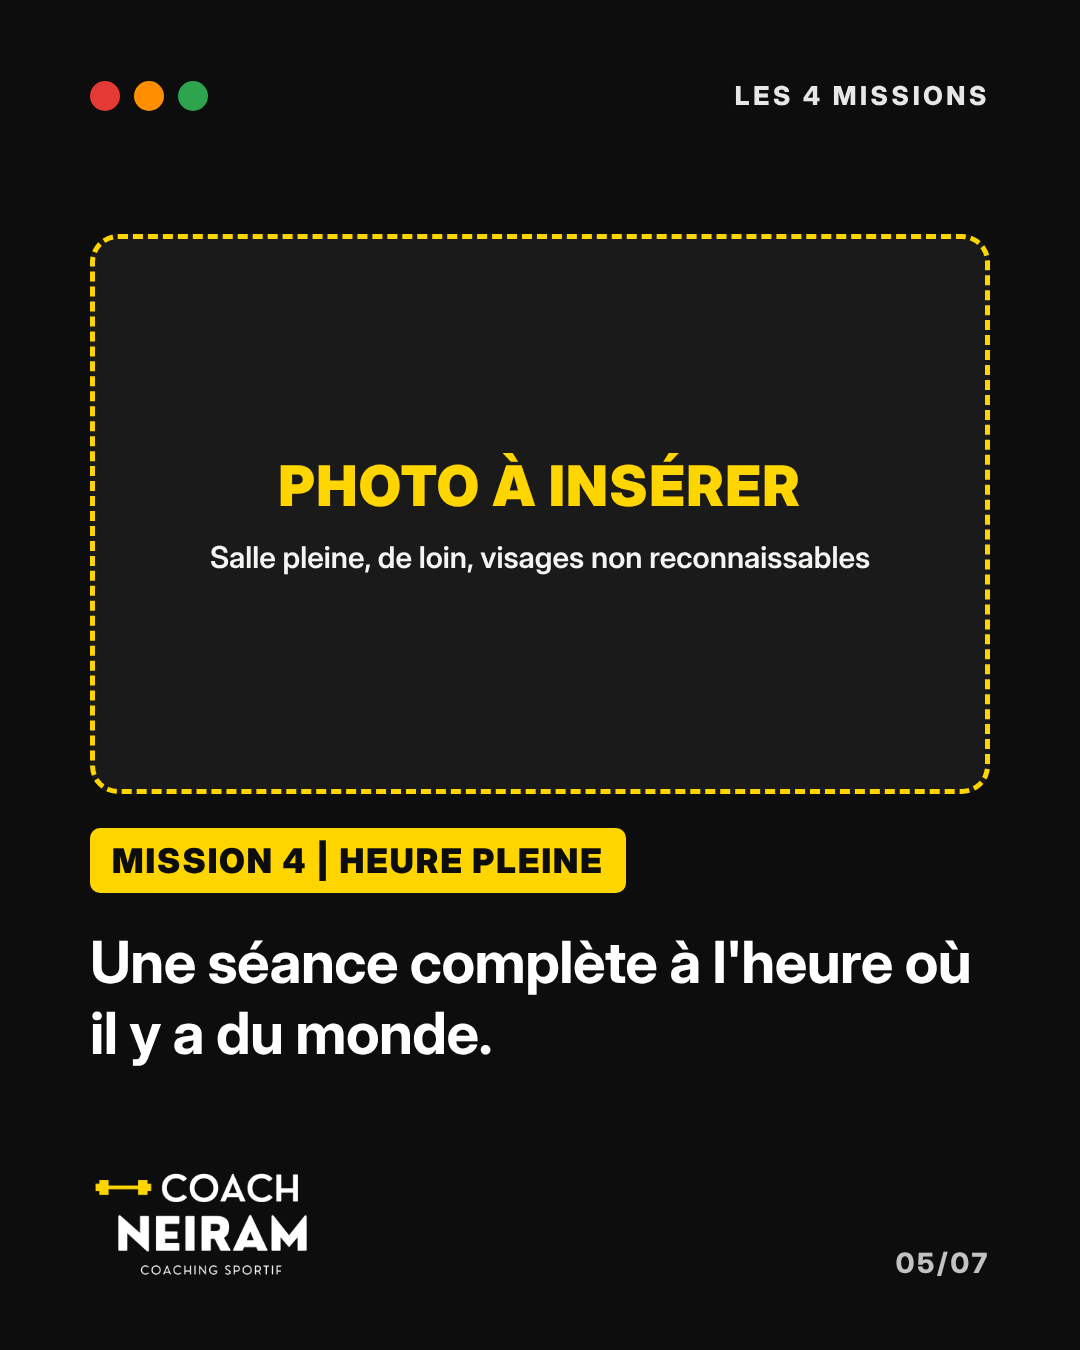 LES 4 MISSIONS
PHOTO À INSÉRER
Salle pleine, de loin, visages non reconnaissables
MISSION 4 | HEURE PLEINE
Une séance complète à l'heure où
il y a du monde.
COACH
NEIRAM
COACHING SPORTIF
05/07